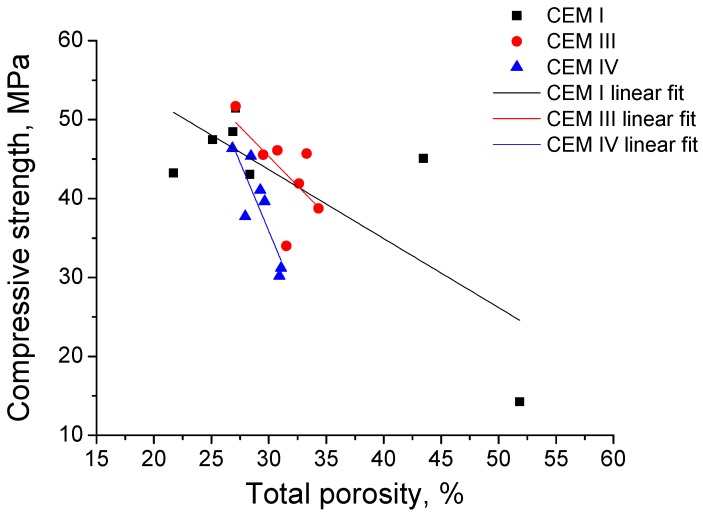 CEM I
CEM III
CEM IV
CEM I linear fit
CEM III linear fit
CEM IV linear fit
60
50
40
30
20
10
Compressive strength, MPa
15 20 25 30 35 40 45 50 55 60
Total porosity, %